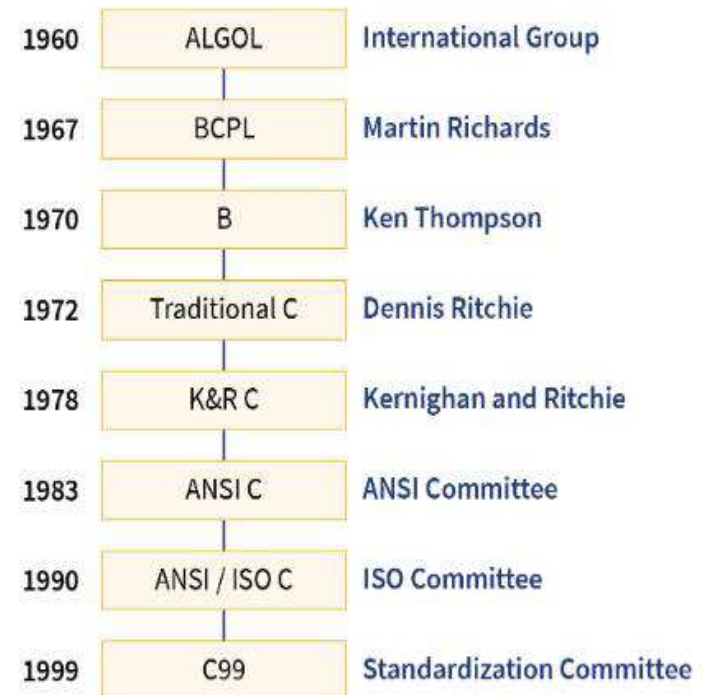 1960 ALGOL International Group
1967 BCPL Martin Richards
1970 B Ken Thompson
1972 Traditional C Dennis Ritchie
1978 K&R C Kernighan and Ritchie
1983 ANSI C ANSI Committee
1990 ANSI / ISO C ISO Committee
1999 C99 Standardization Committee